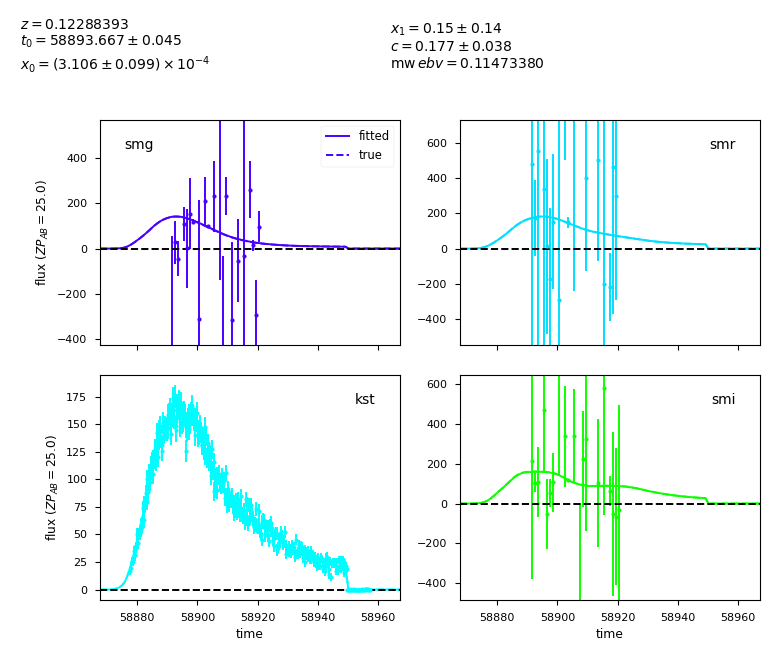 z = 0.12288393
t₀ = 58893.667 ± 0.045
x₀ = (3.106 ± 0.099) × 10⁻⁴
x₁ = 0.15 ± 0.14
c = 0.177 ± 0.038
mw ebv = 0.11473380
smg
fitted
true
400
200
0
−200
−400
flux (ZP_AB = 25.0)
smr
600
400
200
0
−200
−400
kst
175
150
125
100
75
50
25
0
flux (ZP_AB = 25.0)
58880 58900 58920 58940 58960
time
smi
600
400
200
0
−200
−400
58880 58900 58920 58940 58960
time